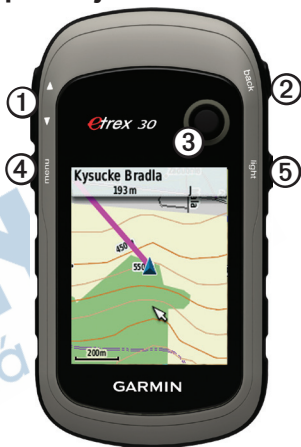 ① ▲ ▼
② back
etrex 30
③
④ menu
⑤ light
Kysucke Bradla
193 m
450
550
200m
GARMIN